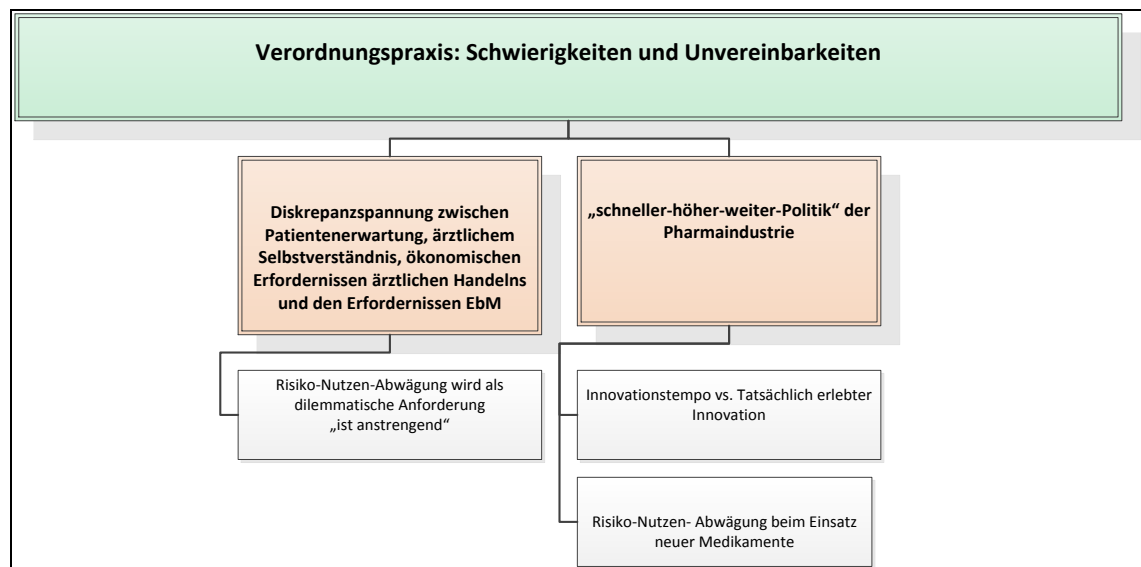 Verordnungspraxis: Schwierigkeiten und Unvereinbarkeiten
Diskrepanzspannung zwischen
Patientenerwartung, ärztlichem
Selbstverständnis, ökonomischen
Erfordernissen ärztlichen Handelns
und den Erfordernissen EbM
„schneller-höher-weiter-Politik“ der
Pharmaindustrie
Risiko-Nutzen-Abwägung wird als
dilemmatische Anforderung
„ist anstrengend“
Innovationstempo vs. Tatsächlich erlebter
Innovation
Risiko-Nutzen- Abwägung beim Einsatz
neuer Medikamente